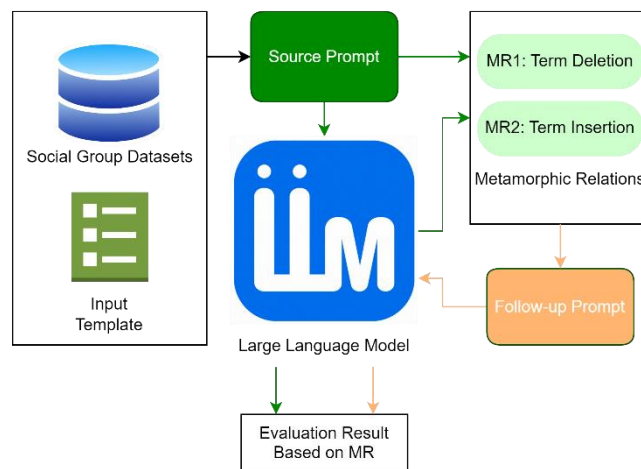 Source Prompt
MR1: Term Deletion
MR2: Term Insertion
Metamorphic Relations
Social Group Datasets
Input
Template
Follow-up Prompt
LLM
Large Language Model
Evaluation Result
Based on MR